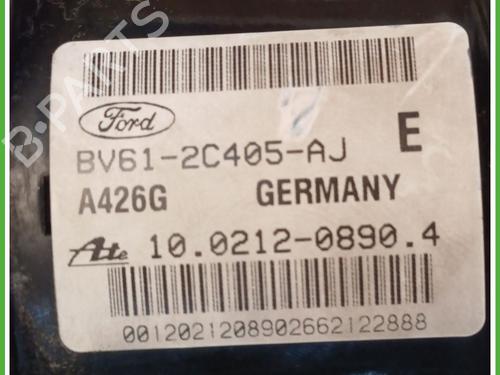 B-PARTS
Ford
BV61-2C405-AJ E
A426G GERMANY
Ate 10.0212-0890.4
0012021208902662122888